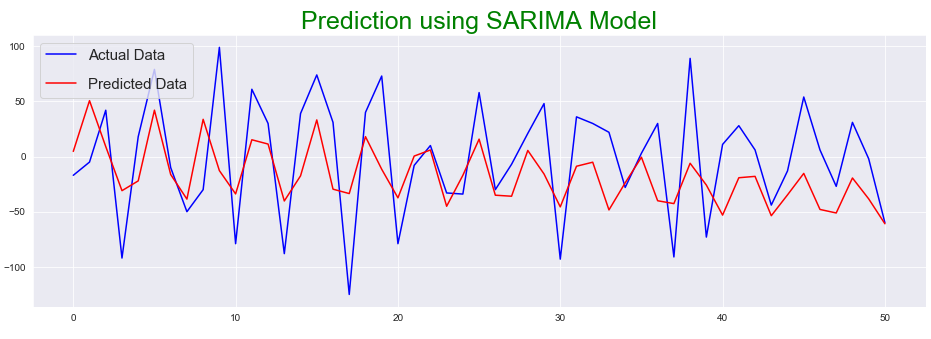 Prediction using SARIMA Model
Actual Data
Predicted Data
100
50
0
−50
−100
0 10 20 30 40 50